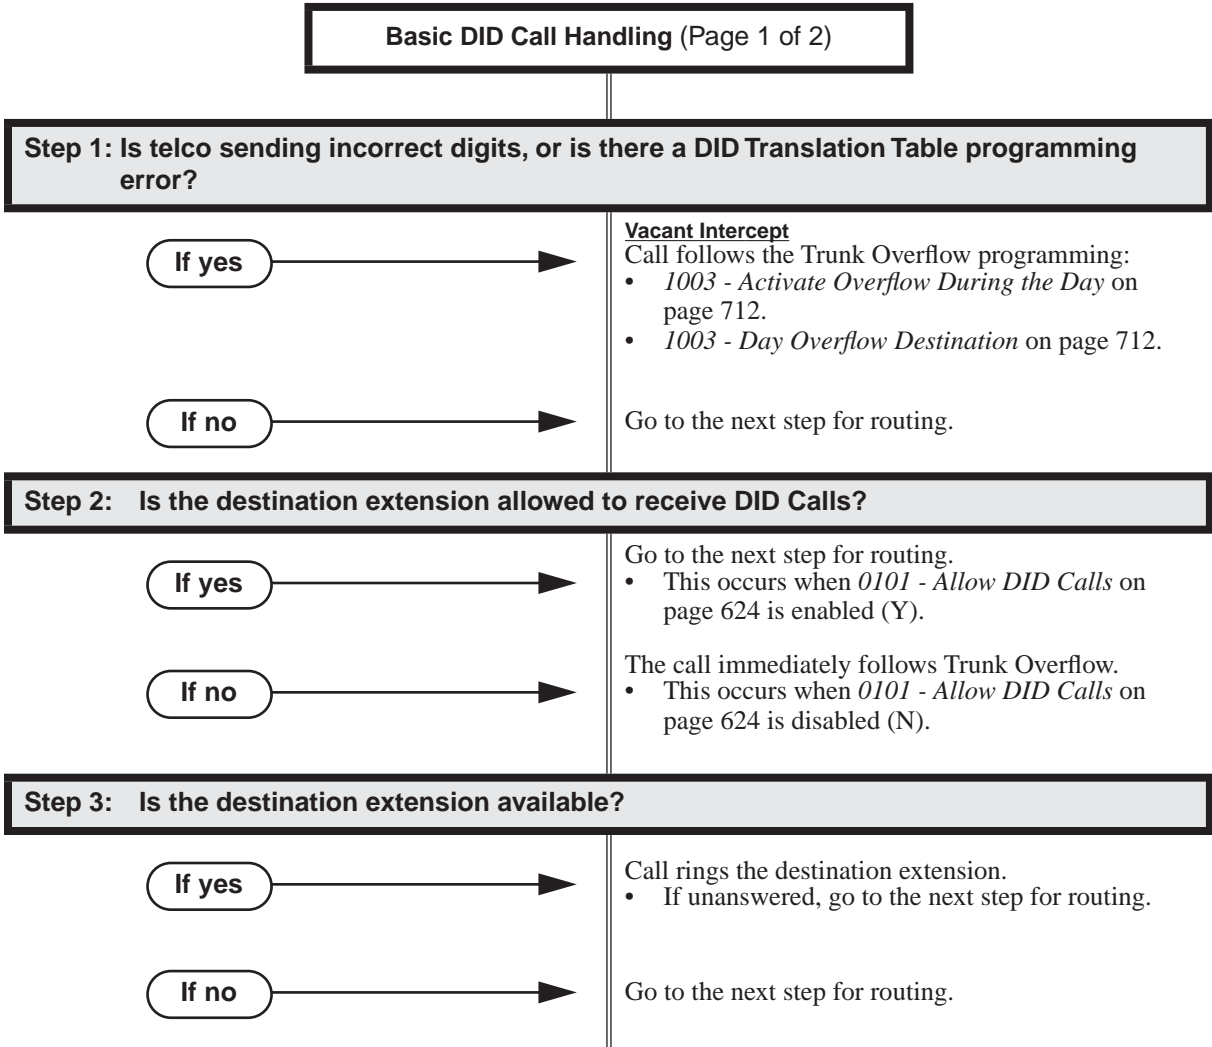 Basic DID Call Handling (Page 1 of 2)
Step 1: Is telco sending incorrect digits, or is there a DID Translation Table programming
error?
If yes
Vacant Intercept
Call follows the Trunk Overflow programming:
• 1003 - Activate Overflow During the Day on
page 712.
• 1003 - Day Overflow Destination on page 712.
If no
Go to the next step for routing.
Step 2: Is the destination extension allowed to receive DID Calls?
If yes
Go to the next step for routing.
• This occurs when 0101 - Allow DID Calls on
page 624 is enabled (Y).
If no
The call immediately follows Trunk Overflow.
• This occurs when 0101 - Allow DID Calls on
page 624 is disabled (N).
Step 3: Is the destination extension available?
If yes
Call rings the destination extension.
• If unanswered, go to the next step for routing.
If no
Go to the next step for routing.